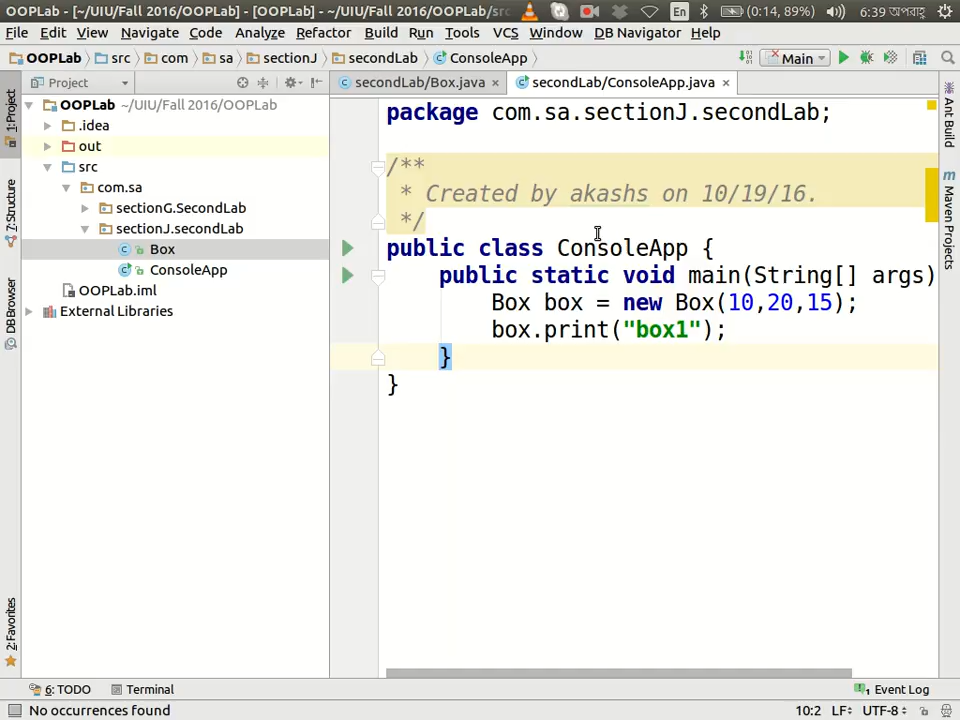 OOPLab - [~/UIU/Fall 2016/OOPLab] - [OOPLab] - [~/UIU/Fall 2016/OOPLab/src
En (0:14, 89%) 6:39 অপরাহ্ণ
File Edit View Navigate Code Analyze Refactor Build Run Tools VCS Window DB Navigator Help
OOPLab src com sa sectionJ secondLab ConsoleApp Main
Project secondLab/Box.java × secondLab/ConsoleApp.java ×
OOPLab ~/UIU/Fall 2016/OOPLab
.idea
out
src
com.sa
sectionG.SecondLab
sectionJ.secondLab
Box
ConsoleApp
OOPLab.iml
External Libraries
1: Project
7: Structure
DB Browser
2: Favorites
package com.sa.sectionJ.secondLab;
/**
* Created by akashs on 10/19/16.
*/
public class ConsoleApp {
public static void main(String[] args)
Box box = new Box(10,20,15);
box.print("box1");
}
}
Ant Build
Maven Projects
6: TODO Terminal 1 Event Log
No occurrences found 10:2 LF UTF-8